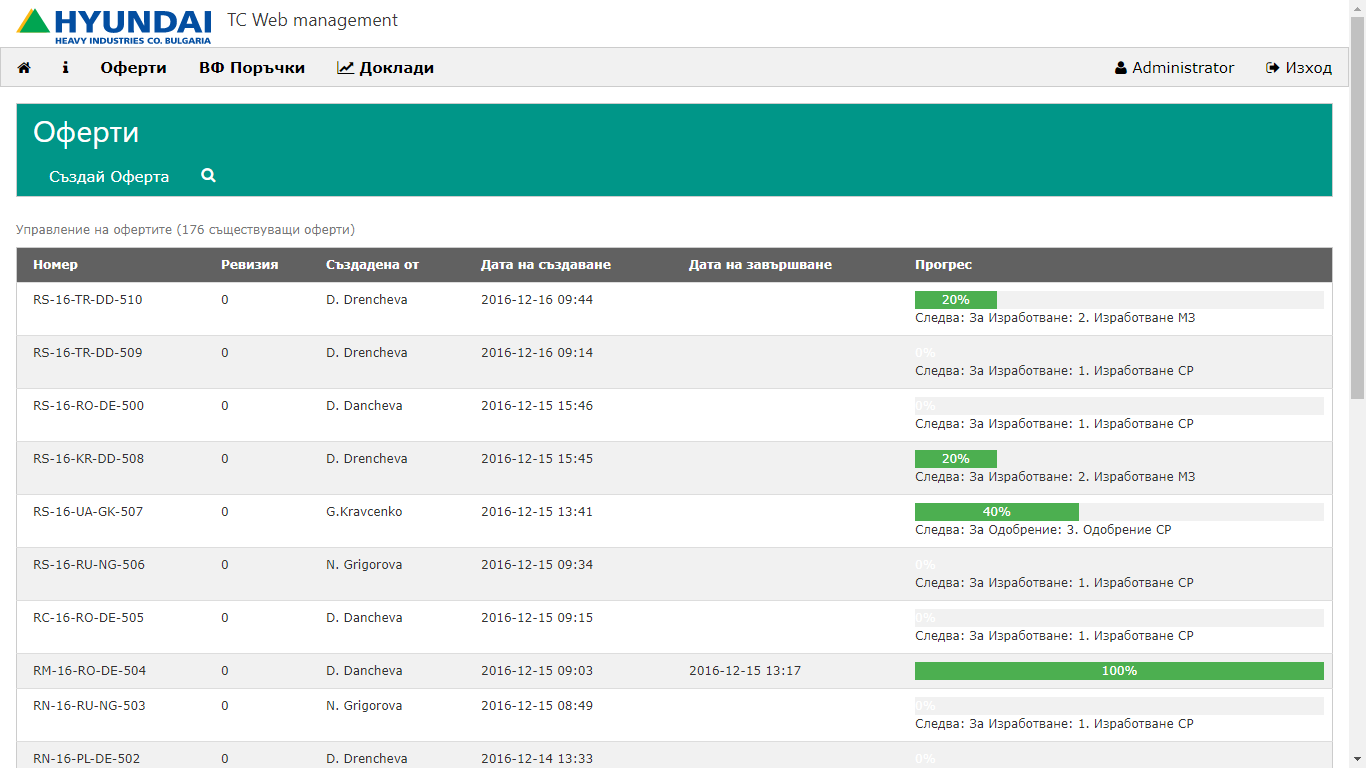 HYUNDAI
HEAVY INDUSTRIES CO. BULGARIA
TC Web management
Оферти ВФ Поръчки Доклади Administrator Изход
Оферти
Създай Оферта
Управление на офертите (176 съществуващи оферти)
Номер Ревизия Създадена от Дата на създаване Дата на завършване Прогрес
RS-16-TR-DD-510 0 D. Drencheva 2016-12-16 09:44 20%
Следва: За Изработване: 2. Изработване МЗ
RS-16-TR-DD-509 0 D. Drencheva 2016-12-16 09:14 0%
Следва: За Изработване: 1. Изработване СР
RS-16-RO-DE-500 0 D. Dancheva 2016-12-15 15:46 0%
Следва: За Изработване: 1. Изработване СР
RS-16-KR-DD-508 0 D. Drencheva 2016-12-15 15:45 20%
Следва: За Изработване: 2. Изработване МЗ
RS-16-UA-GK-507 0 G.Kravcenko 2016-12-15 13:41 40%
Следва: За Одобрение: 3. Одобрение СР
RS-16-RU-NG-506 0 N. Grigorova 2016-12-15 09:34 0%
Следва: За Изработване: 1. Изработване СР
RC-16-RO-DE-505 0 D. Dancheva 2016-12-15 09:15 0%
Следва: За Изработване: 1. Изработване СР
RM-16-RO-DE-504 0 D. Dancheva 2016-12-15 09:03 2016-12-15 13:17 100%
RN-16-RU-NG-503 0 N. Grigorova 2016-12-15 08:49 0%
Следва: За Изработване: 1. Изработване СР
RN-16-PL-DE-502 0 D. Drencheva 2016-12-14 13:33 0%